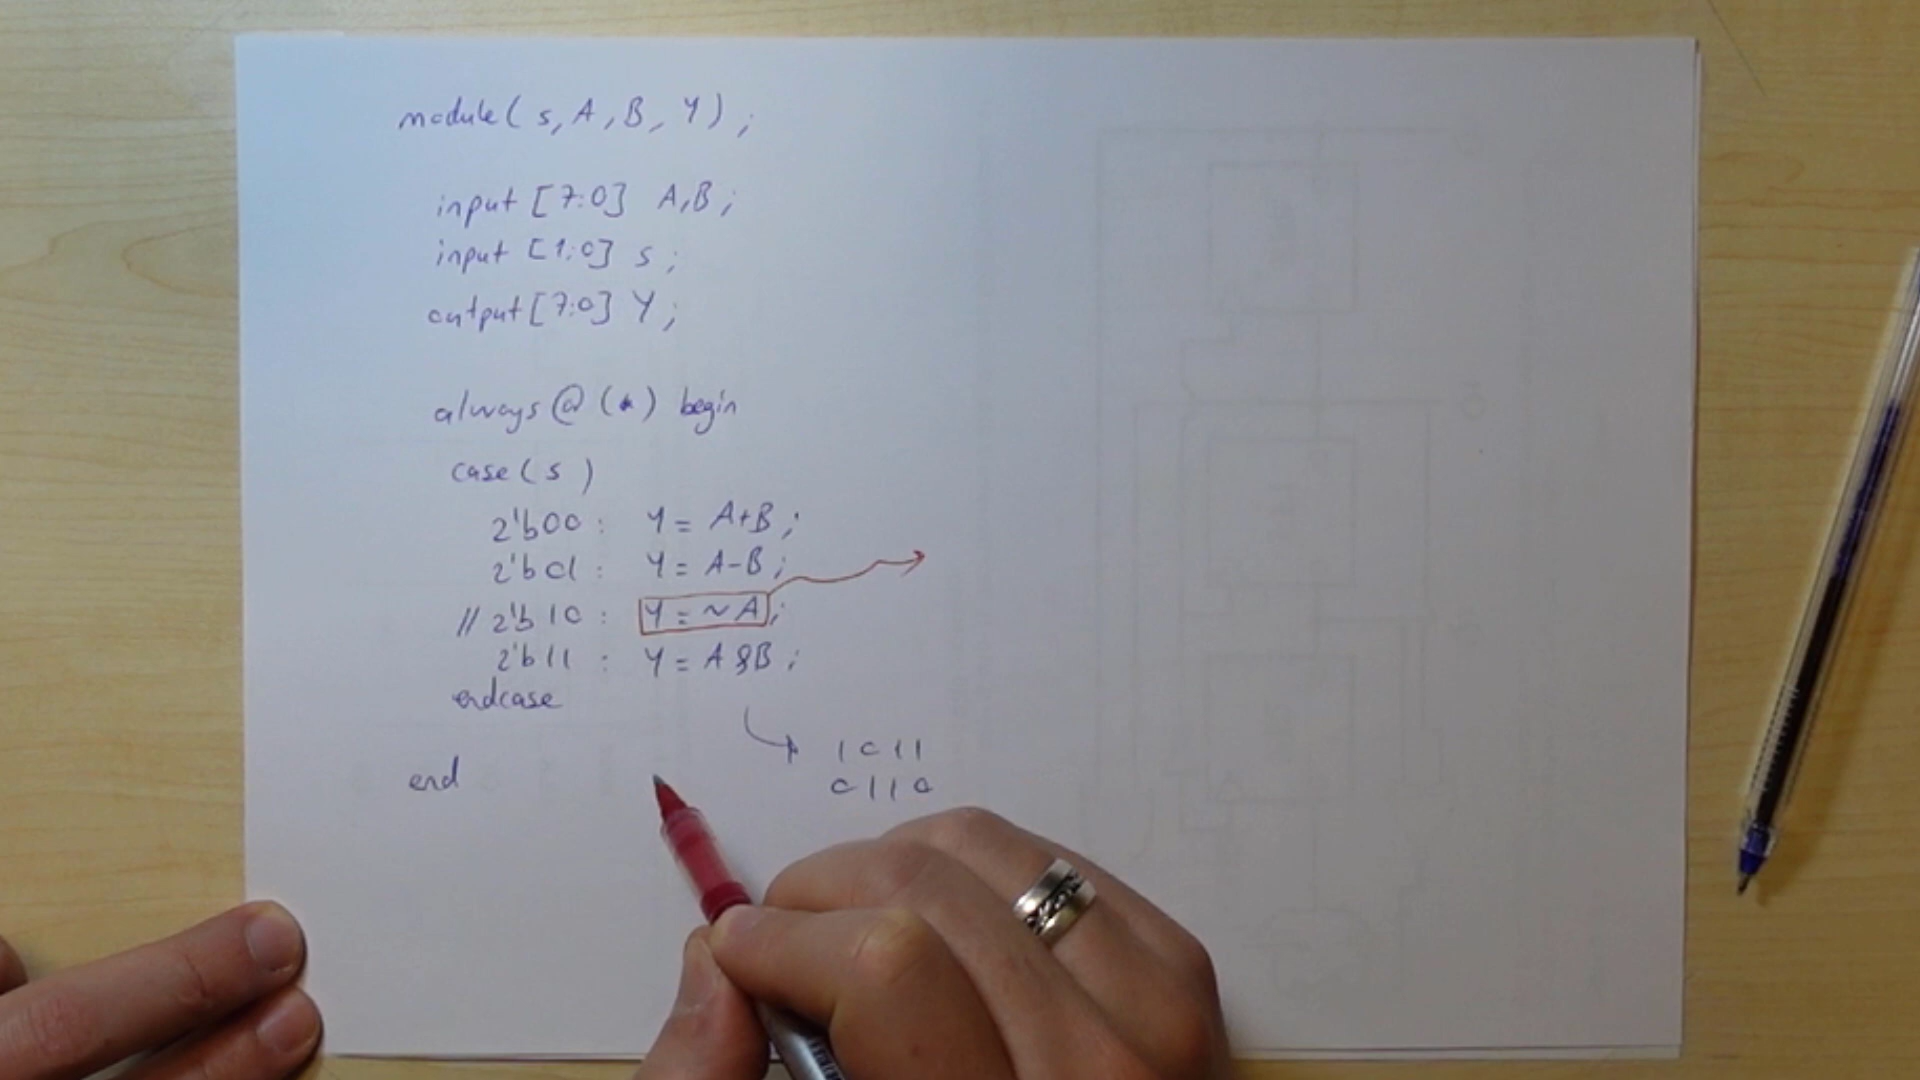 module( s, A, B, Y) ;
input [7:0] A,B ;
input [1:0] s ;
output [7:0] Y ;
always @ (*) begin
case( s )
2'b00 : Y = A+B ;
2'b01 : Y = A-B ;
// 2'b10 : Y = ~A ;
2'b11 : Y = A & B ;
endcase
1011
end
0110